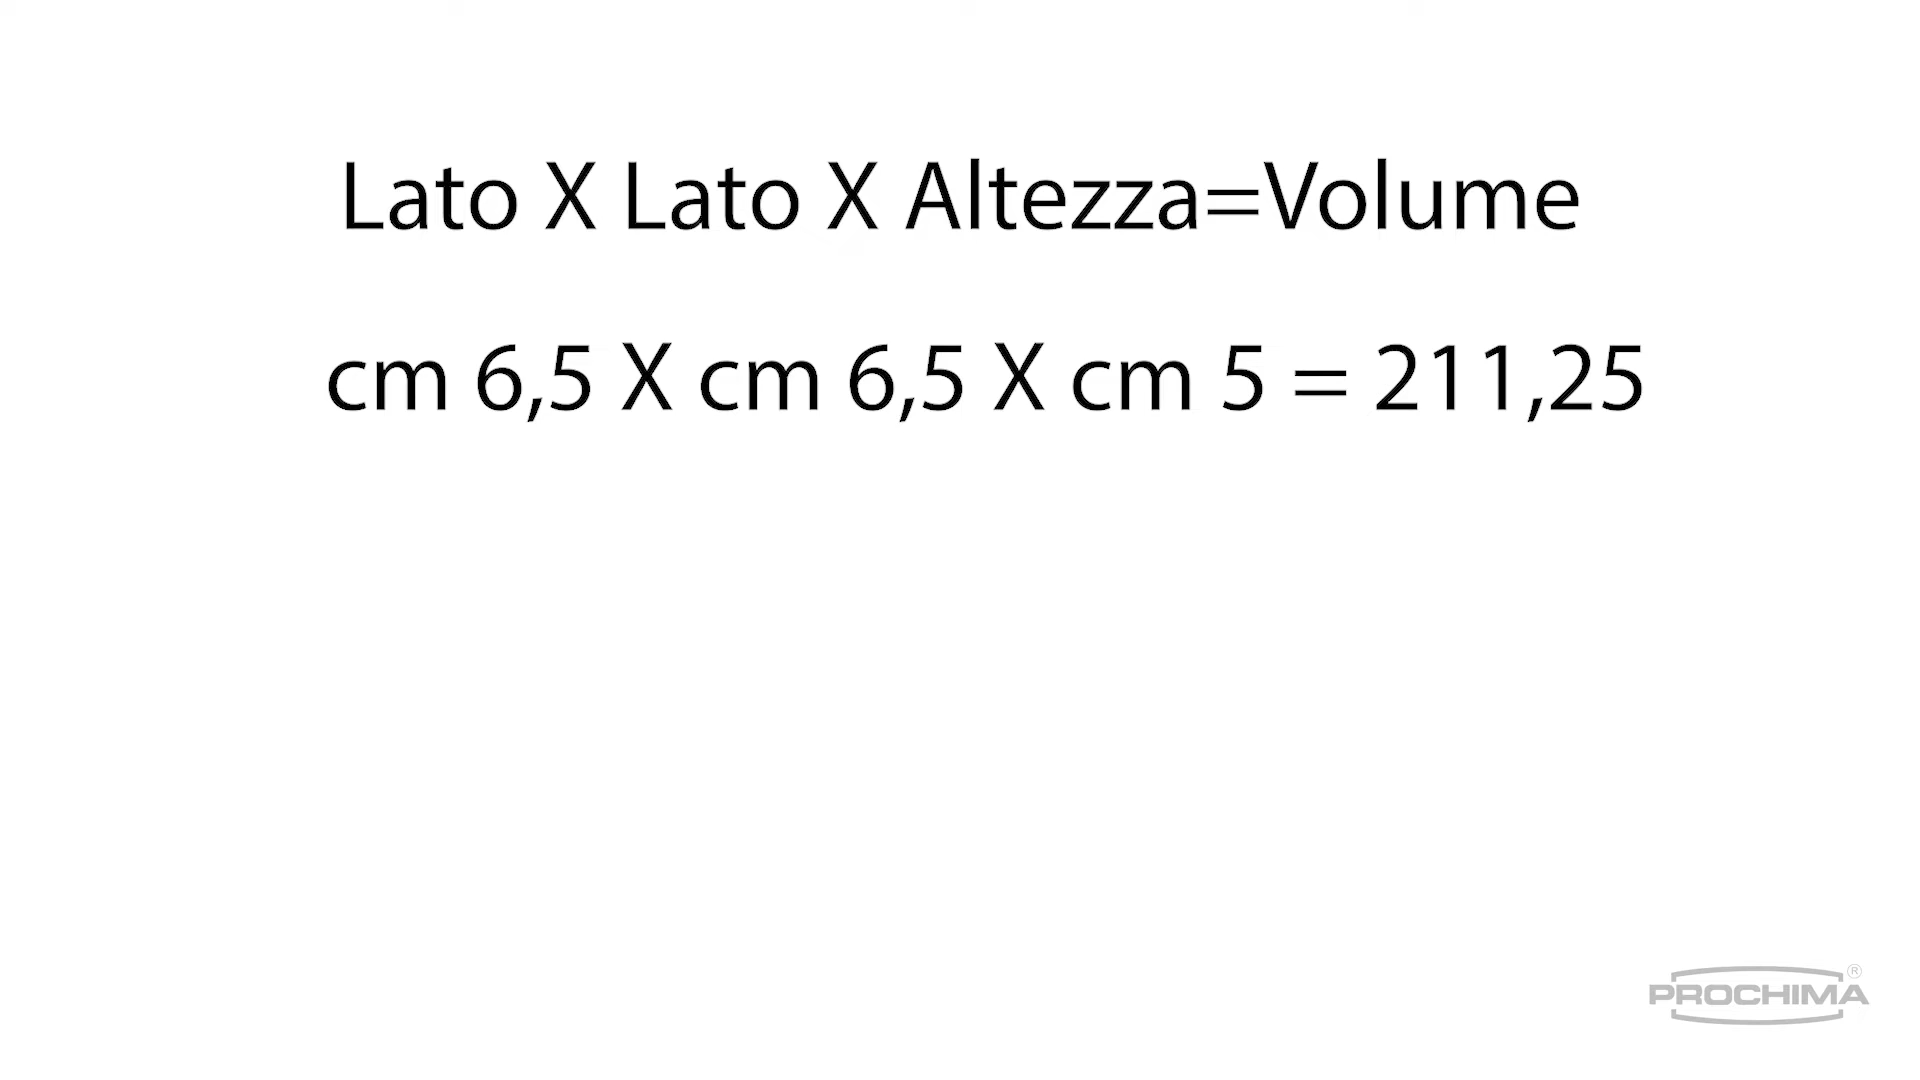 Lato X Lato X Altezza=Volume
cm 6,5 X cm 6,5 X cm 5 = 211,25
PROCHIMA®